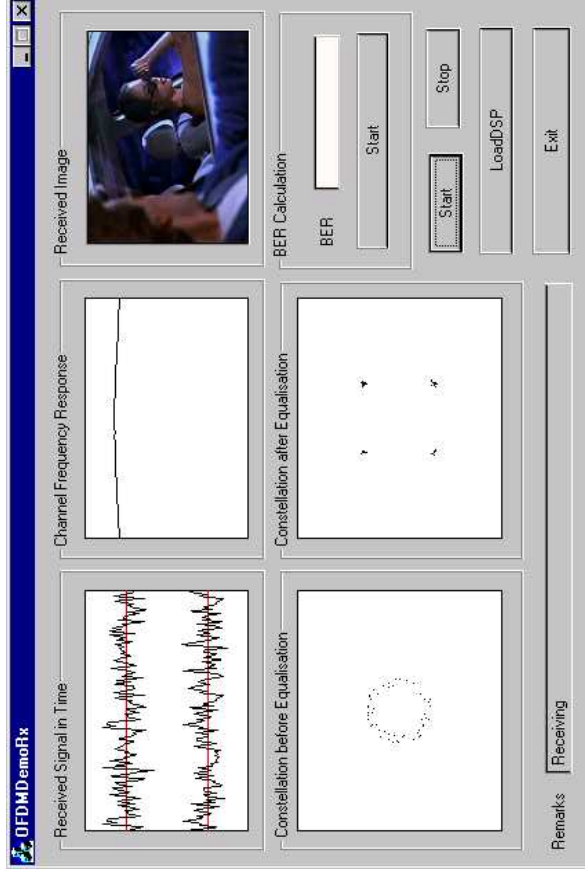 OFDMDemoRx
Received Signal in Time
Channel Frequency Response
Received Image
Constellation before Equalisation
Constellation after Equalisation
BER Calculation
BER
Start
Start
Stop
LoadDSP
Exit
Remarks
Receiving